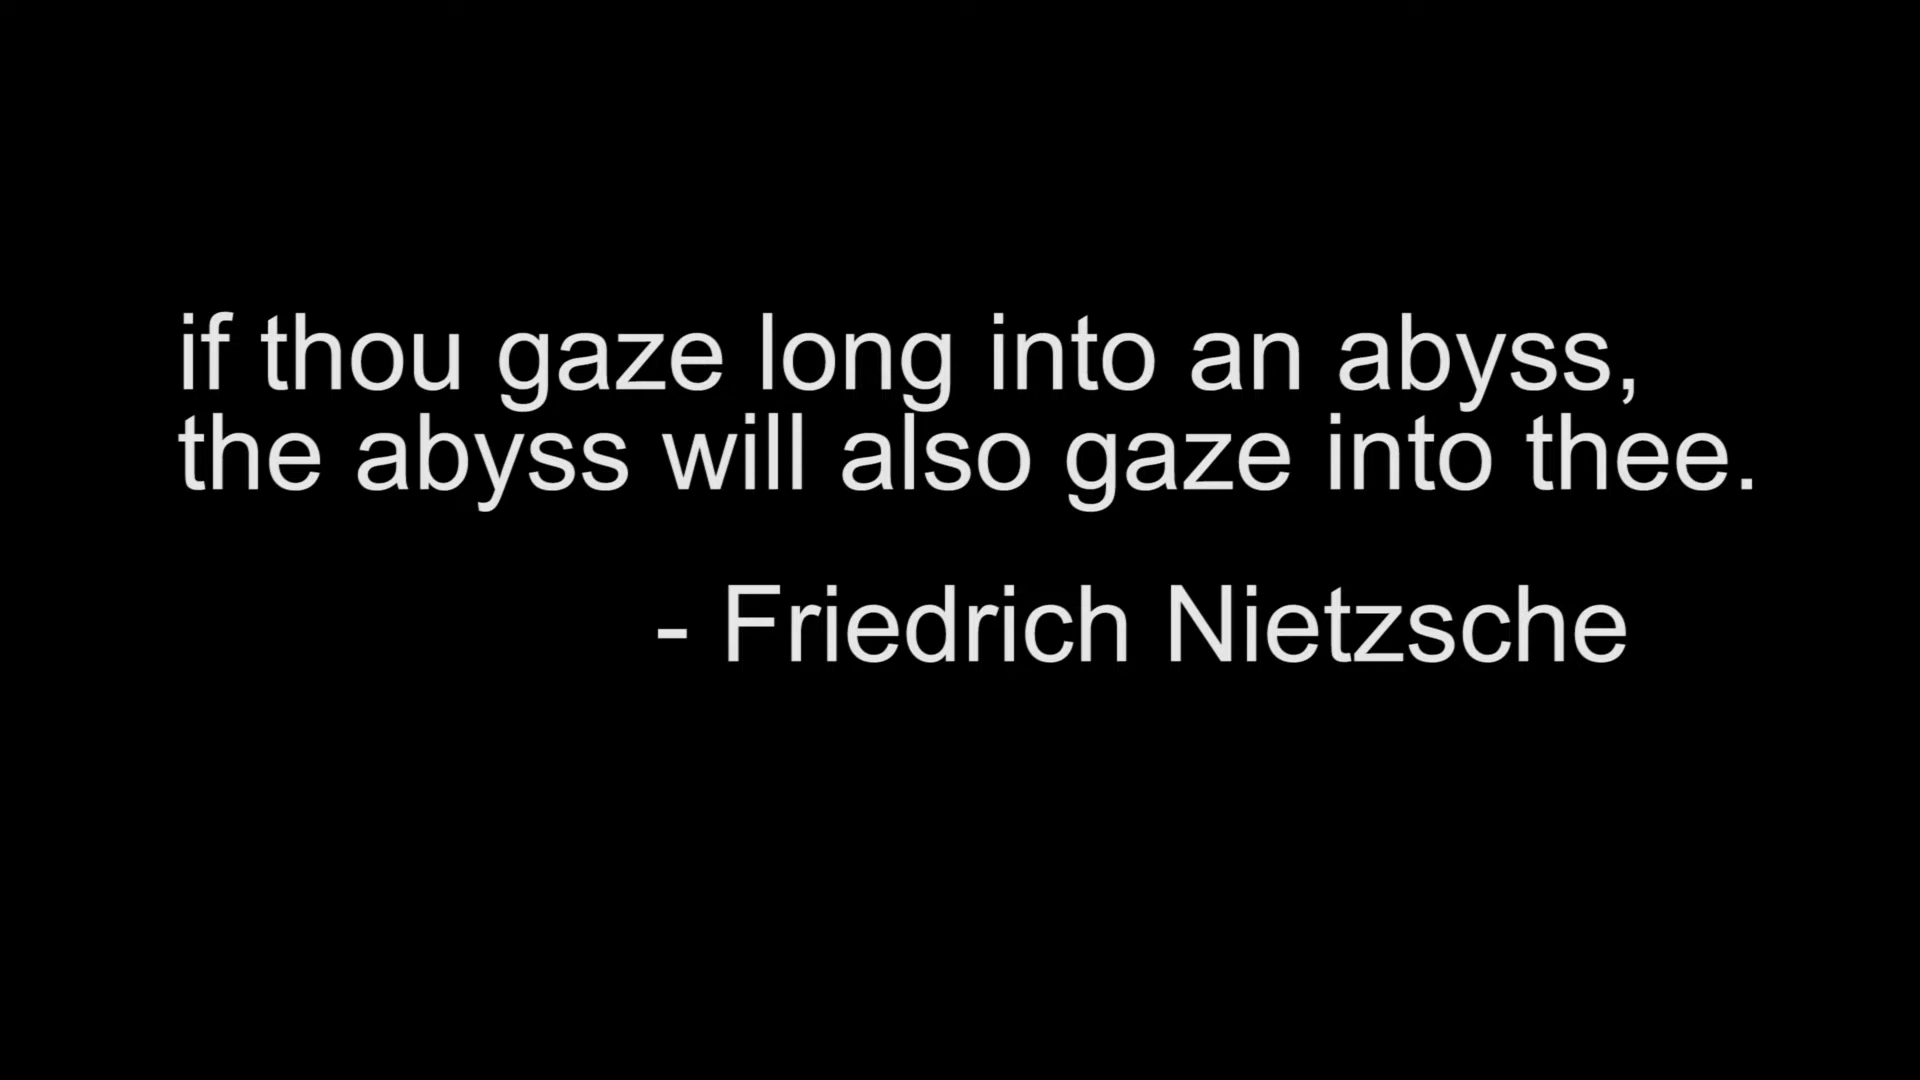 if thou gaze long into an abyss,
the abyss will also gaze into thee.
- Friedrich Nietzsche